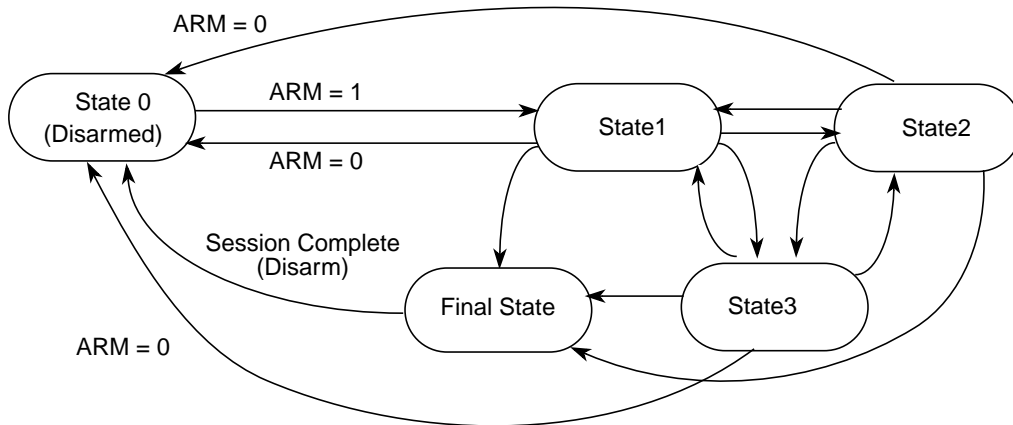 ARM = 0
State 0
(Disarmed)
ARM = 1
State1
State2
ARM = 0
Session Complete
(Disarm)
Final State
State3
ARM = 0